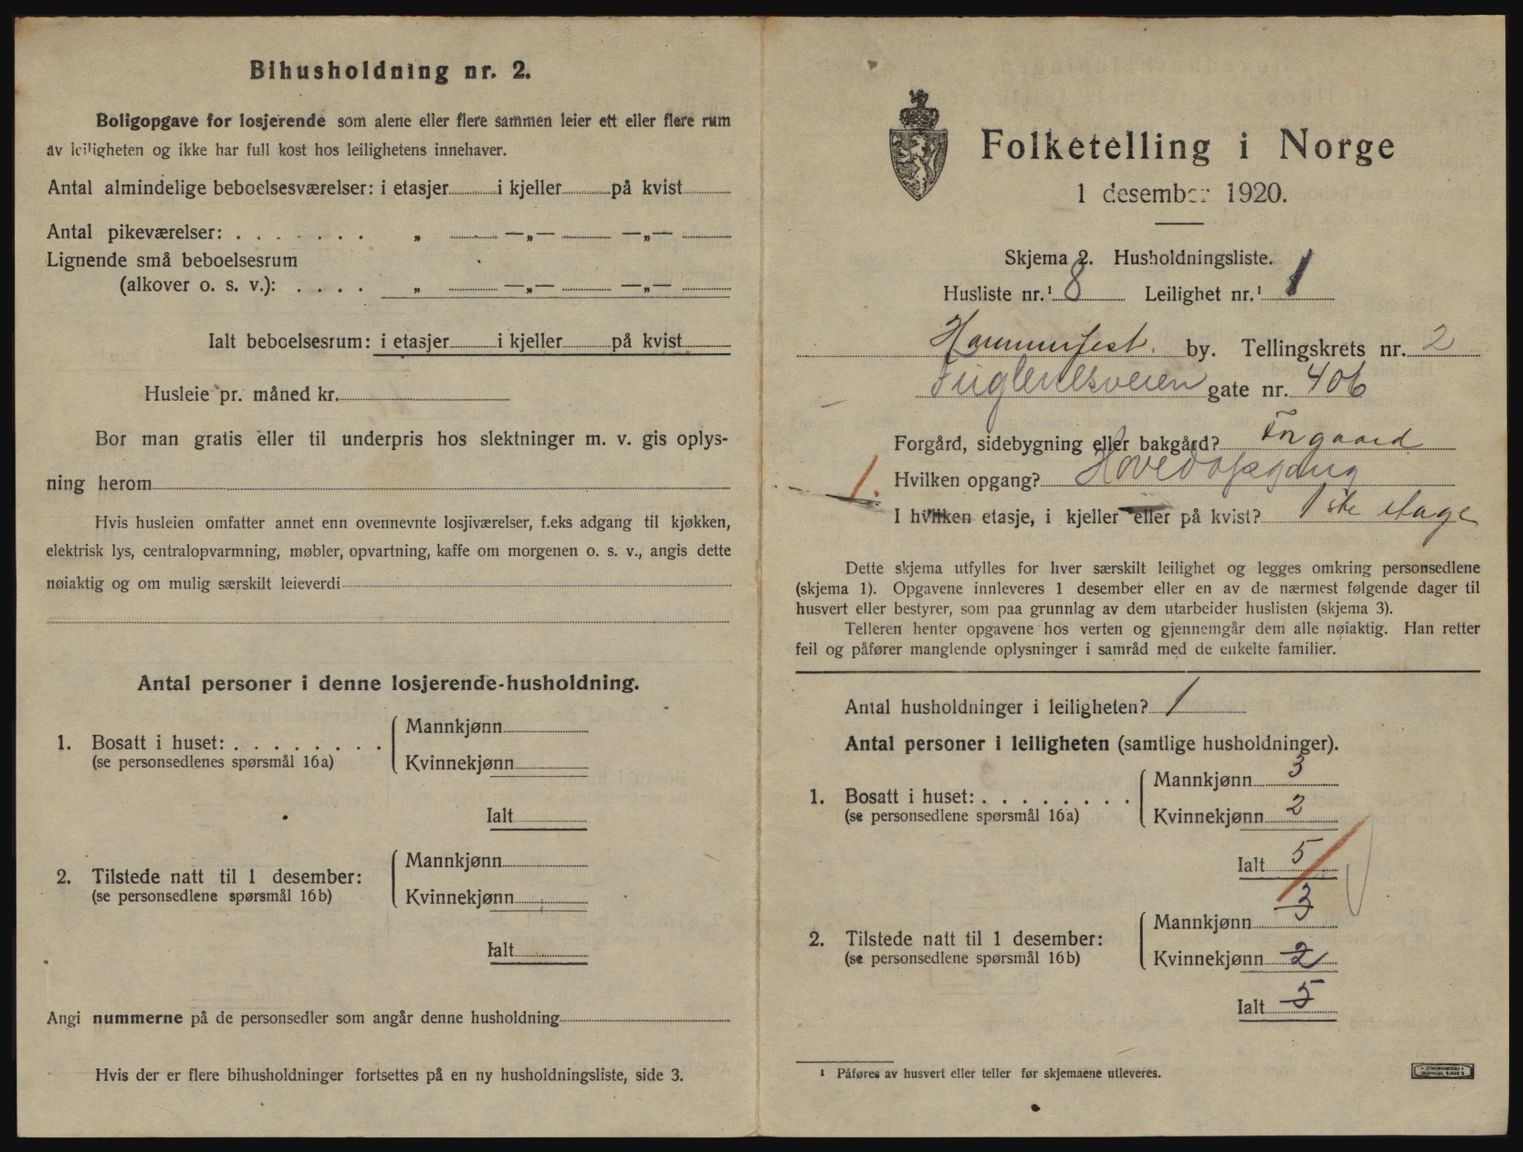 Bihusholdning nr. 2.
Boligopgave for losjerende som alene eller flere sammen leier ett eller flere rum
av leiligheten og ikke har full kost hos leilighetens innehaver.
Antal almindelige beboelsesværelser: i etasjer i kjeller på kvist
Antal pikeværelser: . . . . . . . „ —„— —„—
Lignende små beboelsesrum
(alkover o. s. v.): . . . . „ —„— —„—
Ialt beboelsesrum: i etasjer i kjeller på kvist
Husleie pr. måned kr.
Bor man gratis eller til underpris hos slektninger m. v. gis oplys-
ning herom
Hvis husleien omfatter annet enn ovennevnte losjiværelser, f.eks adgang til kjøkken,
elektrisk lys, centralopvarmning, møbler, opvartning, kaffe om morgenen o. s. v., angis dette
nøiaktig og om mulig særskilt leieverdi
Antal personer i denne losjerende-husholdning.
Mannkjønn
1. Bosatt i huset: . . . . . . . .
(se personsedlenes spørsmål 16a)
Kvinnekjønn
Ialt
Mannkjønn
2. Tilstede natt til 1 desember:
(se personsedlene spørsmål 16b)
Kvinnekjønn
Ialt
Angi nummerne på de personsedler som angår denne husholdning
Hvis der er flere bihusholdninger fortsettes på en ny husholdningsliste, side 3.
Folketelling i Norge
1 desember 1920.
Skjema 2. Husholdningsliste.
Husliste nr.¹ 8 Leilighet nr.¹ 1
Hammerfest. by. Tellingskrets nr. 2
Fuglenesveien gate nr. 406
Forgård, sidebygning eller bakgård? Forgaard
1. Hvilken opgang? Hovedopgang
I hvilken etasje, i kjeller eller på kvist? 1ste etage
Dette skjema utfylles for hver særskilt leilighet og legges omkring personsedlene
(skjema 1). Opgavene innleveres 1 desember eller en av de nærmest følgende dager til
husvert eller bestyrer, som paa grunnlag av dem utarbeider huslisten (skjema 3).
Telleren henter opgavene hos verten og gjennemgår dem alle nøiaktig. Han retter
feil og påfører manglende oplysninger i samråd med de enkelte familier.
Antal husholdninger i leiligheten? 1
Antal personer i leiligheten (samtlige husholdninger).
Mannkjønn 3
1. Bosatt i huset: . . . . . . . .
(se personsedlene spørsmål 16a)
Kvinnekjønn 2
Ialt 5
Mannkjønn 3
2. Tilstede natt til 1 desember:
(se personsedlene spørsmål 16b)
Kvinnekjønn 2
Ialt 5
¹ Påføres av husvert eller teller før skjemaene utleveres.